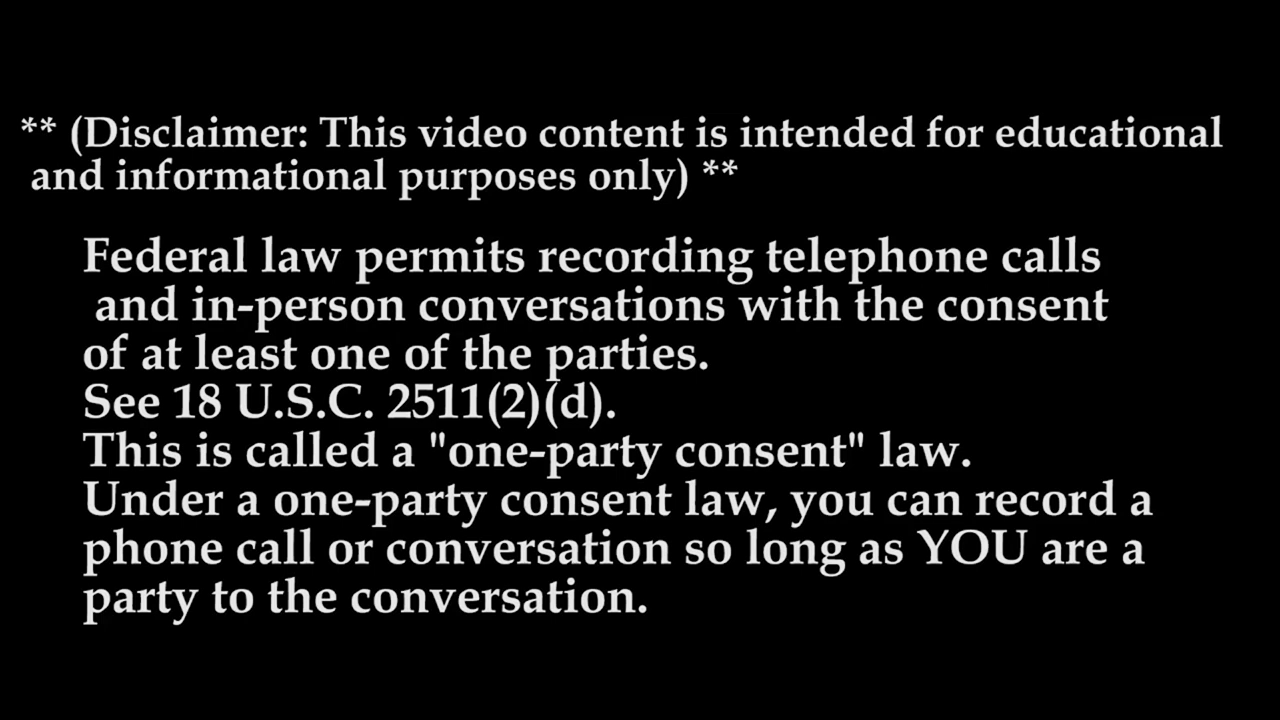 ** (Disclaimer: This video content is intended for educational
and informational purposes only) **
Federal law permits recording telephone calls
and in-person conversations with the consent
of at least one of the parties.
See 18 U.S.C. 2511(2)(d).
This is called a "one-party consent" law.
Under a one-party consent law, you can record a
phone call or conversation so long as YOU are a
party to the conversation.